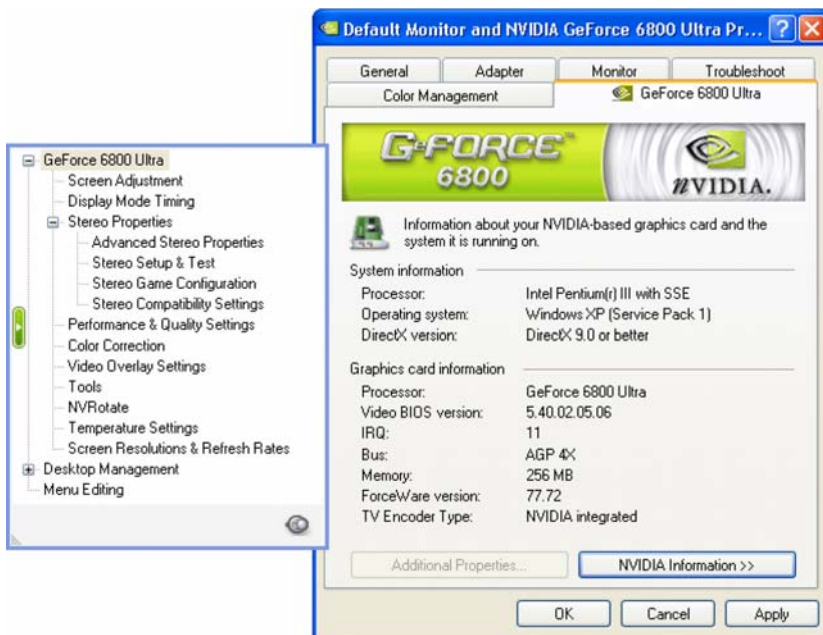 Default Monitor and NVIDIA GeForce 6800 Ultra Pr...
General Adapter Monitor Troubleshoot
Color Management GeForce 6800 Ultra
GeFORCE™
6800
nVIDIA.
Information about your NVIDIA-based graphics card and the
system it is running on.
System information
Processor: Intel Pentium(r) III with SSE
Operating system: Windows XP (Service Pack 1)
DirectX version: DirectX 9.0 or better
Graphics card information
Processor: GeForce 6800 Ultra
Video BIOS version: 5.40.02.05.06
IRQ: 11
Bus: AGP 4X
Memory: 256 MB
ForceWare version: 77.72
TV Encoder Type: NVIDIA integrated
Additional Properties... NVIDIA Information >>
OK Cancel Apply
GeForce 6800 Ultra
Screen Adjustment
Display Mode Timing
Stereo Properties
Advanced Stereo Properties
Stereo Setup & Test
Stereo Game Configuration
Stereo Compatibility Settings
Performance & Quality Settings
Color Correction
Video Overlay Settings
Tools
NVRotate
Temperature Settings
Screen Resolutions & Refresh Rates
Desktop Management
Menu Editing